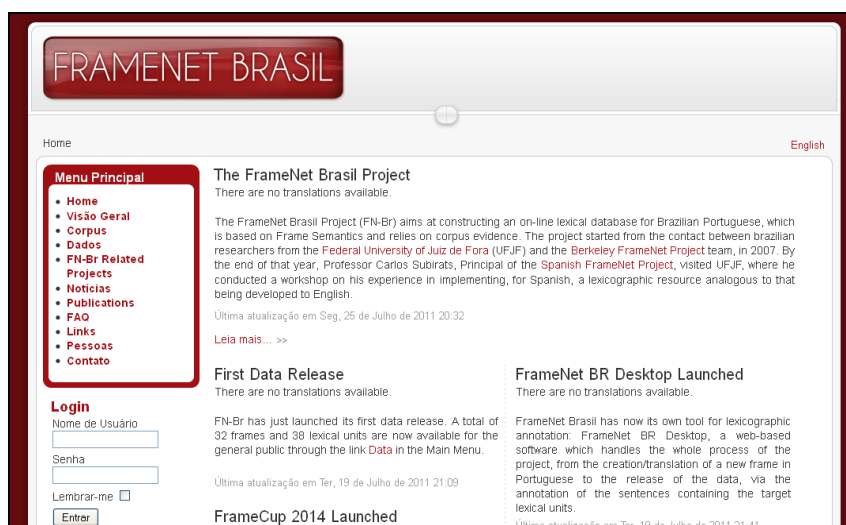 FRAMENET BRASIL
Home
English
Menu Principal
Home
Visão Geral
Corpus
Dados
FN-Br Related
Projects
Notícias
Publications
FAQ
Links
Pessoas
Contato
Login
Nome de Usuário
Senha
Lembrar-me
Entrar
The FrameNet Brasil Project
There are no translations available.
The FrameNet Brasil Project (FN-Br) aims at constructing an on-line lexical database for Brazilian Portuguese, which
is based on Frame Semantics and relies on corpus evidence. The project started from the contact between brazilian
researchers from the Federal University of Juiz de Fora (UFJF) and the Berkeley FrameNet Project team, in 2007. By
the end of that year, Professor Carlos Subirats, Principal of the Spanish FrameNet Project, visited UFJF, where he
conducted a workshop on his experience in implementing, for Spanish, a lexicographic resource analogous to that
being developed to English.
Última atualização em Seg, 25 de Julho de 2011 20:32
Leia mais... >>
First Data Release
There are no translations available.
FN-Br has just launched its first data release. A total of
32 frames and 38 lexical units are now available for the
general public through the link Data in the Main Menu.
Última atualização em Ter, 19 de Julho de 2011 21:09
FrameCup 2014 Launched
FrameNet BR Desktop Launched
There are no translations available.
FrameNet Brasil has now its own tool for lexicographic
annotation: FrameNet BR Desktop, a web-based
software which handles the whole process of the
project, from the creation/translation of a new frame in
Portuguese to the release of the data, via the
annotation of the sentences containing the target
lexical units.
Última atualização em Ter, 19 de Julho de 2011 21:41